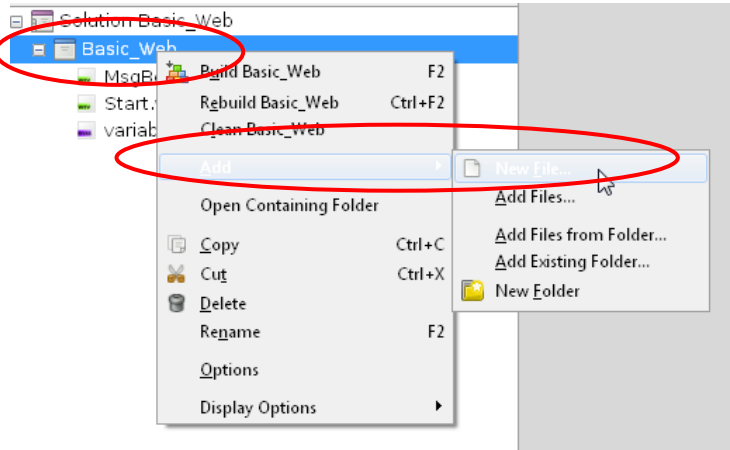 Solution Basic_Web
Basic_Web
MsgB
Start.
variab
Build Basic_Web F2
Rebuild Basic_Web Ctrl+F2
Clean Basic_Web
Add
Open Containing Folder
Copy Ctrl+C
Cut Ctrl+X
Delete
Rename F2
Options
Display Options
New File...
Add Files...
Add Files from Folder...
Add Existing Folder...
New Folder